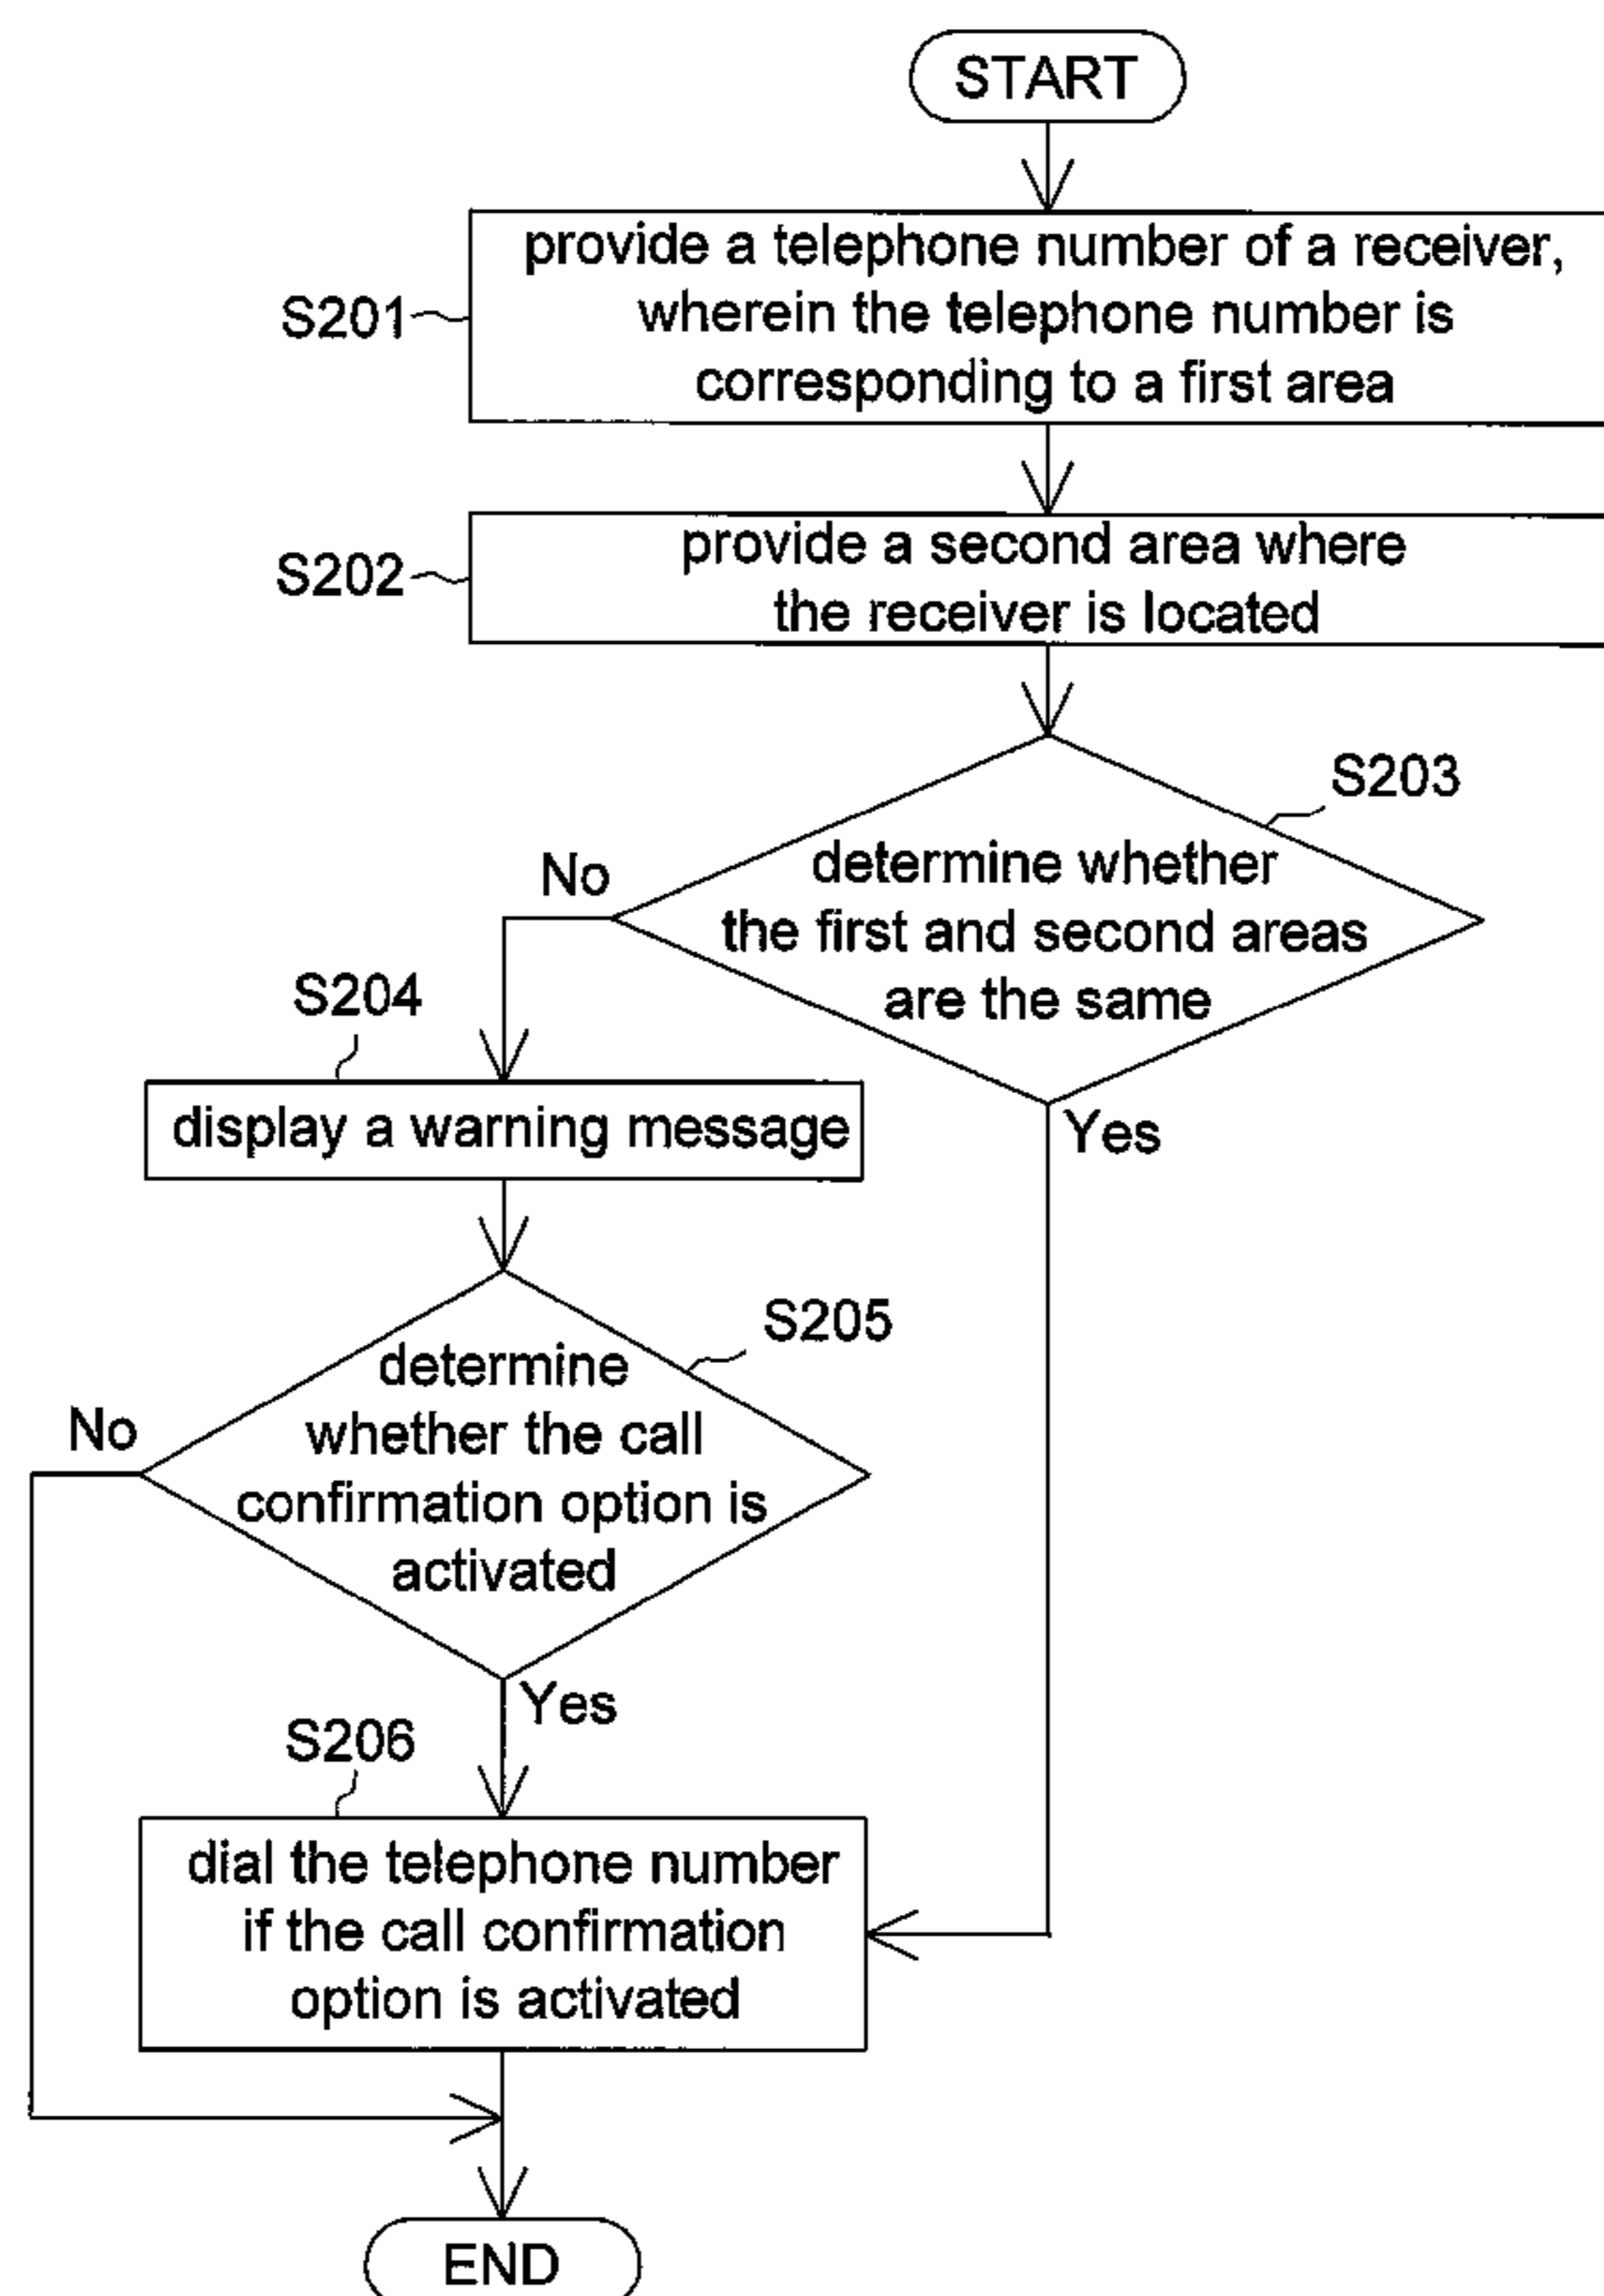 START
S201
provide a telephone number of a receiver,
wherein the telephone number is
corresponding to a first area
S202
provide a second area where
the receiver is located
S203
determine whether
the first and second areas
are the same
No
Yes
S204
display a warning message
S205
determine
whether the call
confirmation option is
activated
No
Yes
S206
dial the telephone number
if the call confirmation
option is activated
END